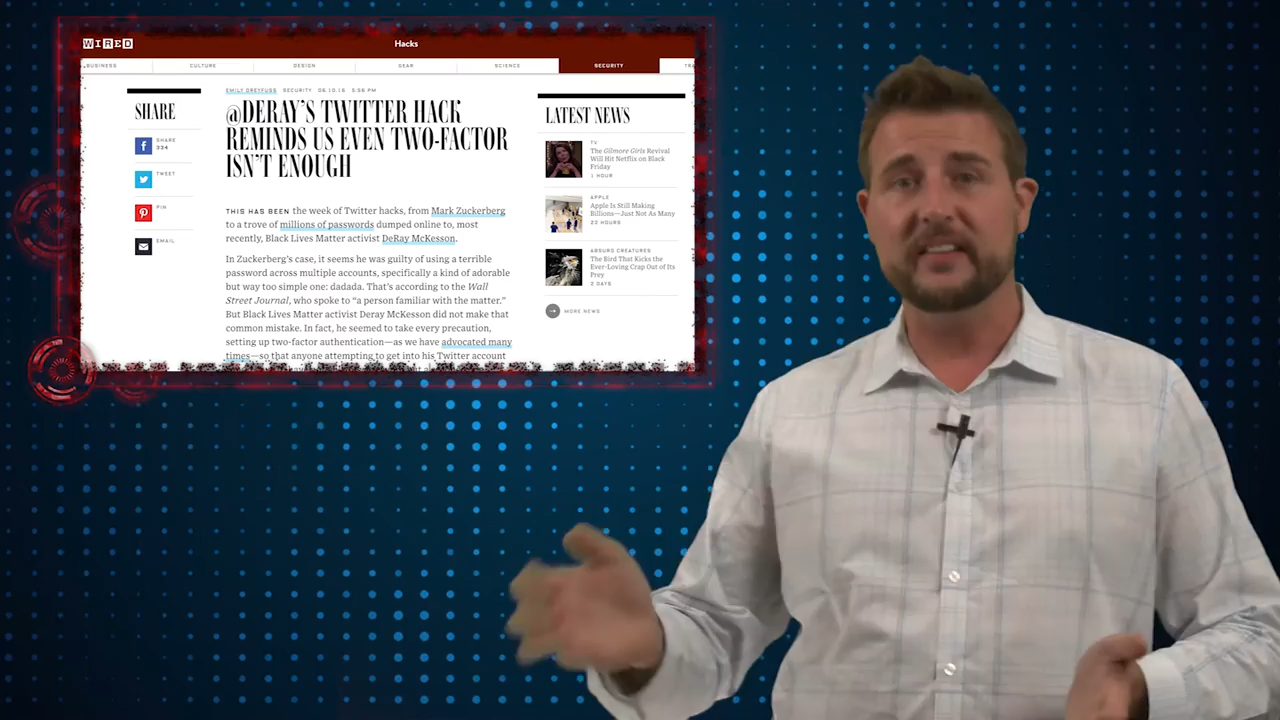 WIRED
Hacks
BUSINESS
CULTURE
DESIGN
GEAR
SCIENCE
SECURITY
SHARE
SHARE
334
TWEET
PIN
EMAIL
EMILY DREYFUSS SECURITY 06.10.16 5:56 PM
@DERAY'S TWITTER HACK
REMINDS US EVEN TWO-FACTOR
ISN'T ENOUGH
THIS HAS BEEN the week of Twitter hacks, from Mark Zuckerberg
to a trove of millions of passwords dumped online to, most
recently, Black Lives Matter activist DeRay McKesson.
In Zuckerberg's case, it seems he was guilty of using a terrible
password across multiple accounts, specifically a kind of adorable
but way too simple one: dadada. That's according to the Wall
Street Journal, who spoke to “a person familiar with the matter.”
But Black Lives Matter activist Deray McKesson did not make that
common mistake. In fact, he seemed to take every precaution,
setting up two-factor authentication—as we have advocated many
times—so that anyone attempting to get into his Twitter account
LATEST NEWS
TV
The Gilmore Girls Revival
Will Hit Netflix on Black
Friday
1 HOUR
APPLE
Apple Is Still Making
Billions—Just Not As Many
22 HOURS
ABSURD CREATURES
The Bird That Kicks the
Ever-Loving Crap Out of Its
Prey
2 DAYS
MORE NEWS